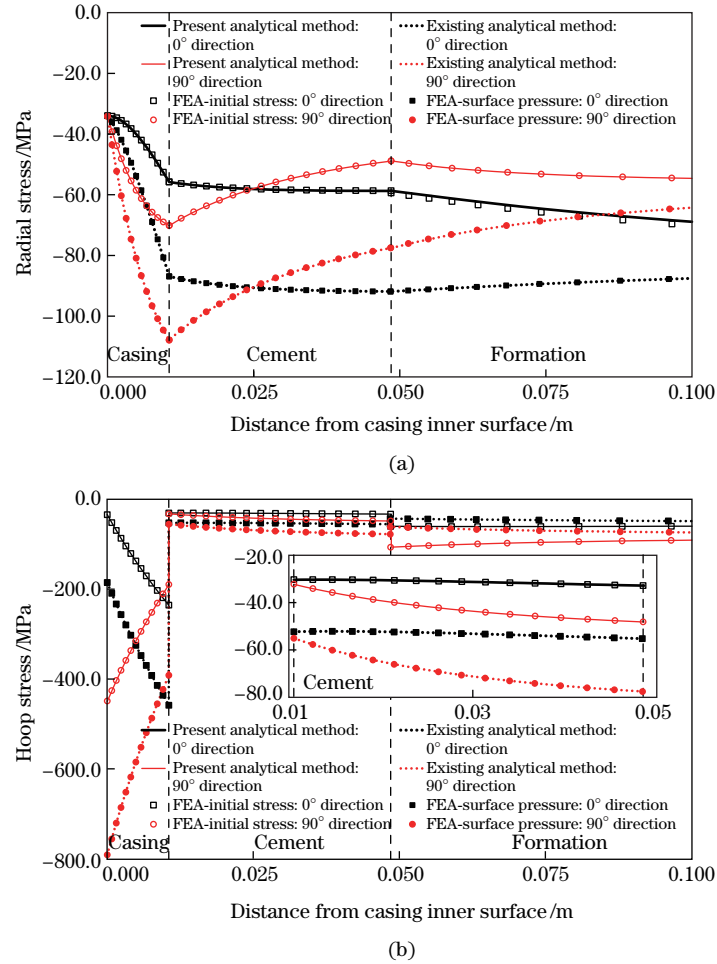 0.0
Present analytical method:
0° direction
Existing analytical method:
0° direction
Present analytical method:
90° direction
Existing analytical method:
90° direction
FEA-initial stress: 0° direction
FEA-surface pressure: 0° direction
FEA-initial stress: 90° direction
FEA-surface pressure: 90° direction
−20.0
−40.0
−60.0
−80.0
−100.0
−120.0
Radial stress/MPa
Casing
Cement
Formation
0.000
0.025
0.050
0.075
0.100
Distance from casing inner surface/m
(a)
0.0
−200.0
−400.0
−600.0
−800.0
Hoop stress/MPa
−20.0
−40.0
−60.0
−80.0
Cement
0.01
0.03
0.05
Present analytical method:
0° direction
Existing analytical method:
0° direction
Present analytical method:
90° direction
Existing analytical method:
90° direction
FEA-initial stress: 0° direction
FEA-surface pressure: 0° direction
FEA-initial stress: 90° direction
FEA-surface pressure: 90° direction
Casing
Cement
Formation
0.000
0.025
0.050
0.075
0.100
Distance from casing inner surface/m
(b)